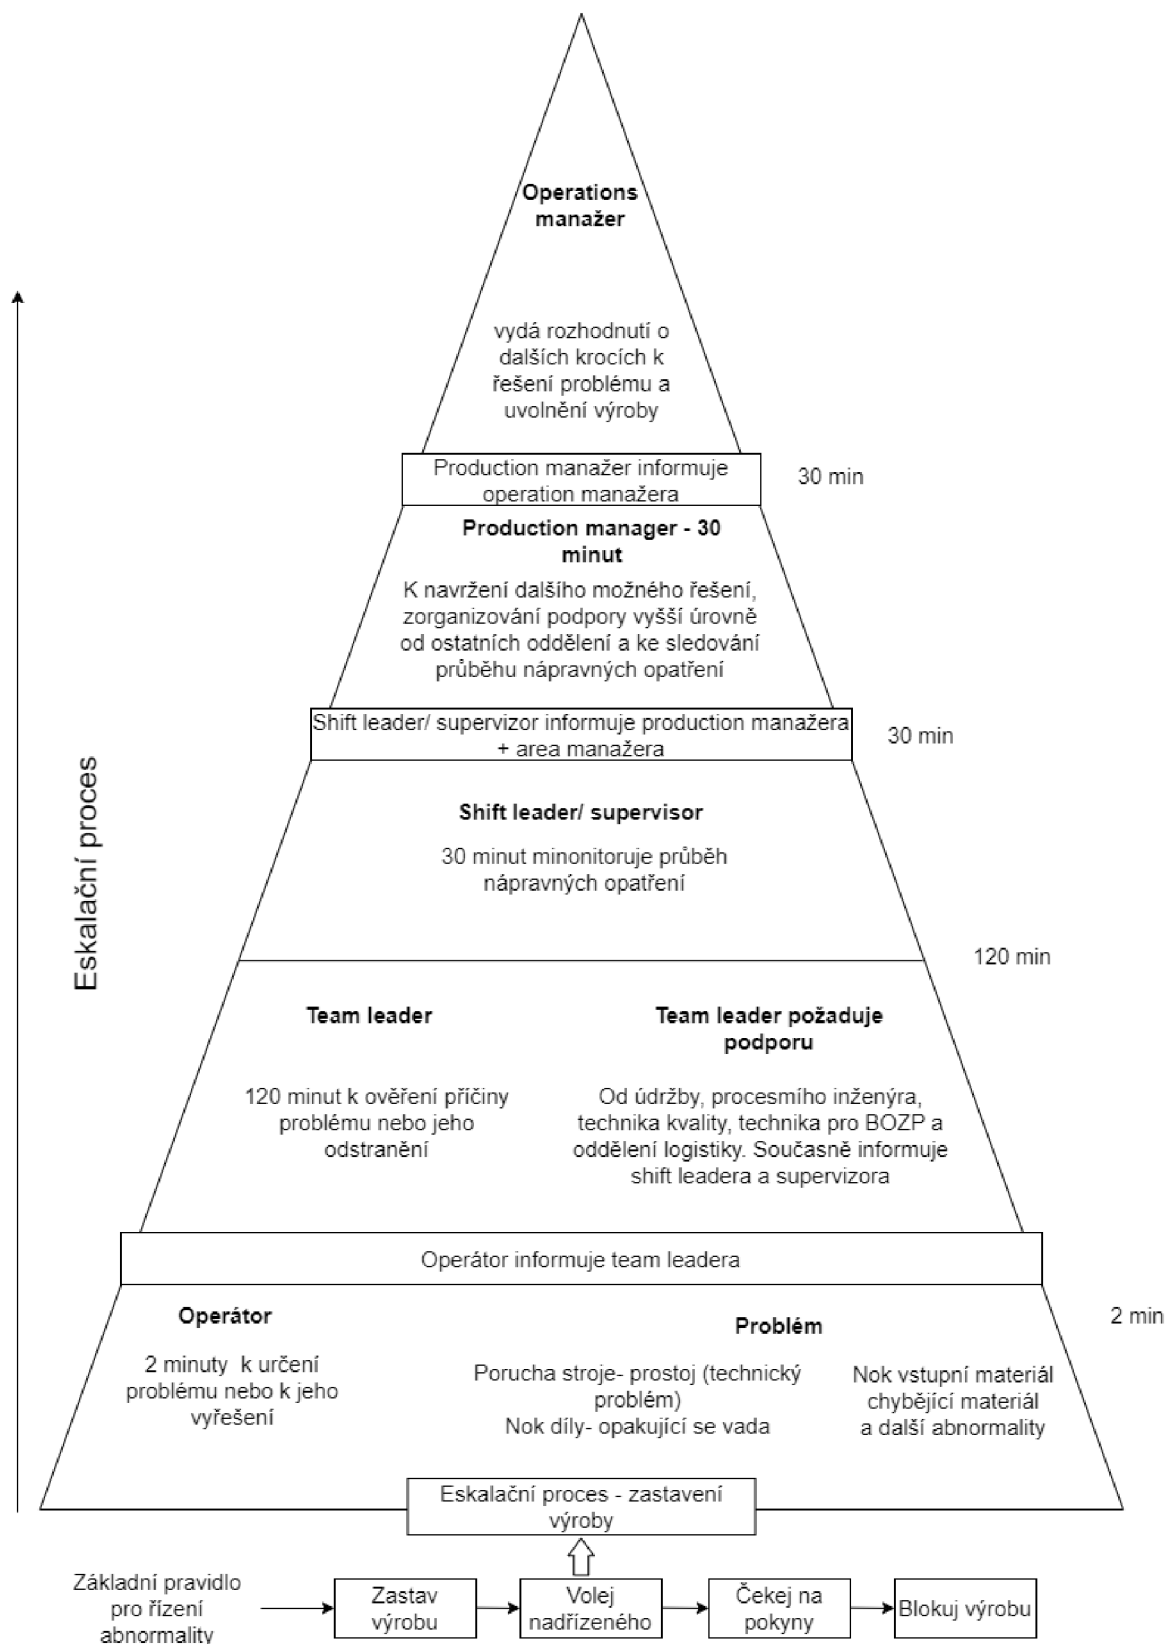 Operations
manažer
vydá rozhodnutí o
dalších krocích k
řešení problému a
uvolnění výroby
Production manažer informuje
operation manažera
30 min
Production manager - 30
minut
K navržení dalšího možného řešení,
zorganizování podpory vyšší úrovně
od ostatních oddělení a ke sledování
průběhu nápravných opatření
Shift leader/ supervizor informuje production manažera
+ area manažera
30 min
Eskalační proces
Shift leader/ supervisor
30 minut minonitoruje průběh
nápravných opatření
120 min
Team leader
120 minut k ověření příčiny
problému nebo jeho
odstranění
Team leader požaduje
podporu
Od údržby, procesmího inženýra,
technika kvality, technika pro BOZP a
oddělení logistiky. Současně informuje
shift leadera a supervizora
Operátor informuje team leadera
2 min
Operátor
2 minuty k určení
problému nebo k jeho
vyřešení
Problém
Porucha stroje- prostoj (technický
problém)
Nok díly- opakující se vada
Nok vstupní materiál
chybějící materiál
a další abnormality
Eskalační proces - zastavení
výroby
Základní pravidlo
pro řízení
abnormality
Zastav
výrobu
Volej
nadřízeného
Čekej na
pokyny
Blokuj výrobu